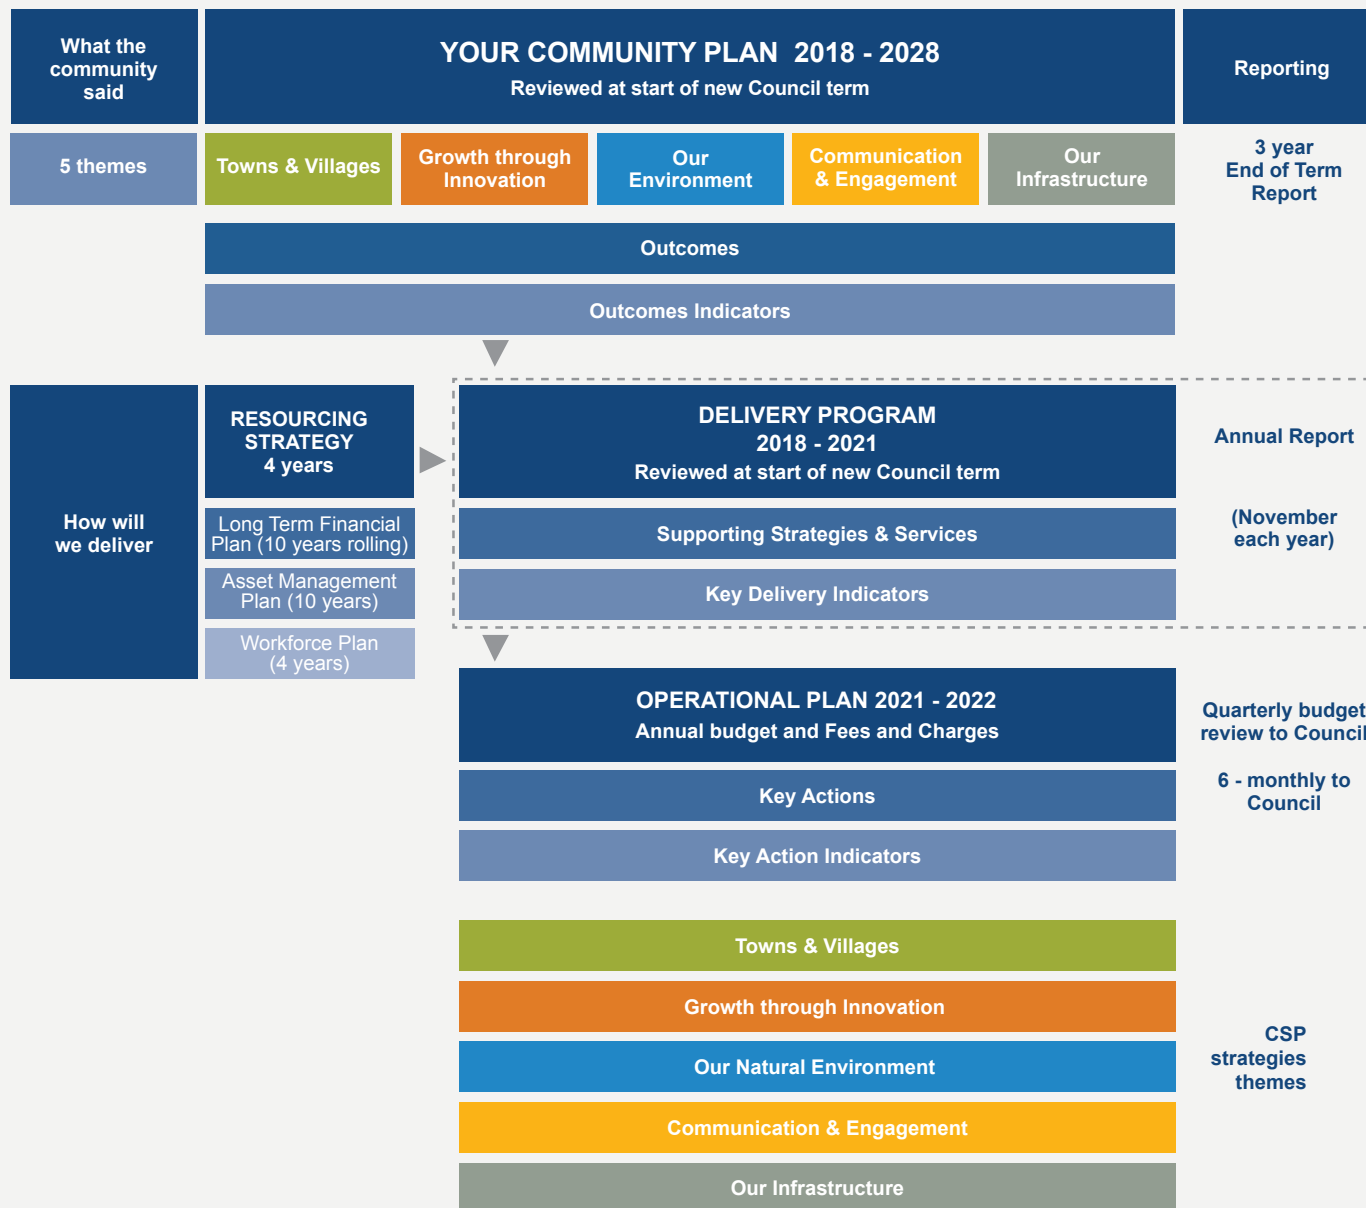 What the
community
said
YOUR COMMUNITY PLAN 2018 - 2028
Reviewed at start of new Council term
Reporting
5 themes
Towns & Villages
Growth through
Innovation
Our
Environment
Communication
& Engagement
Our
Infrastructure
3 year
End of Term
Report
Outcomes
Outcomes Indicators
How will
we deliver
RESOURCING
STRATEGY
4 years
Long Term Financial
Plan (10 years rolling)
Asset Management
Plan (10 years)
Workforce Plan
(4 years)
DELIVERY PROGRAM
2018 - 2021
Reviewed at start of new Council term
Supporting Strategies & Services
Key Delivery Indicators
Annual Report
(November
each year)
OPERATIONAL PLAN 2021 - 2022
Annual budget and Fees and Charges
Key Actions
Key Action Indicators
Quarterly budget
review to Council
6 - monthly to
Council
Towns & Villages
Growth through Innovation
Our Natural Environment
Communication & Engagement
Our Infrastructure
CSP
strategies
themes